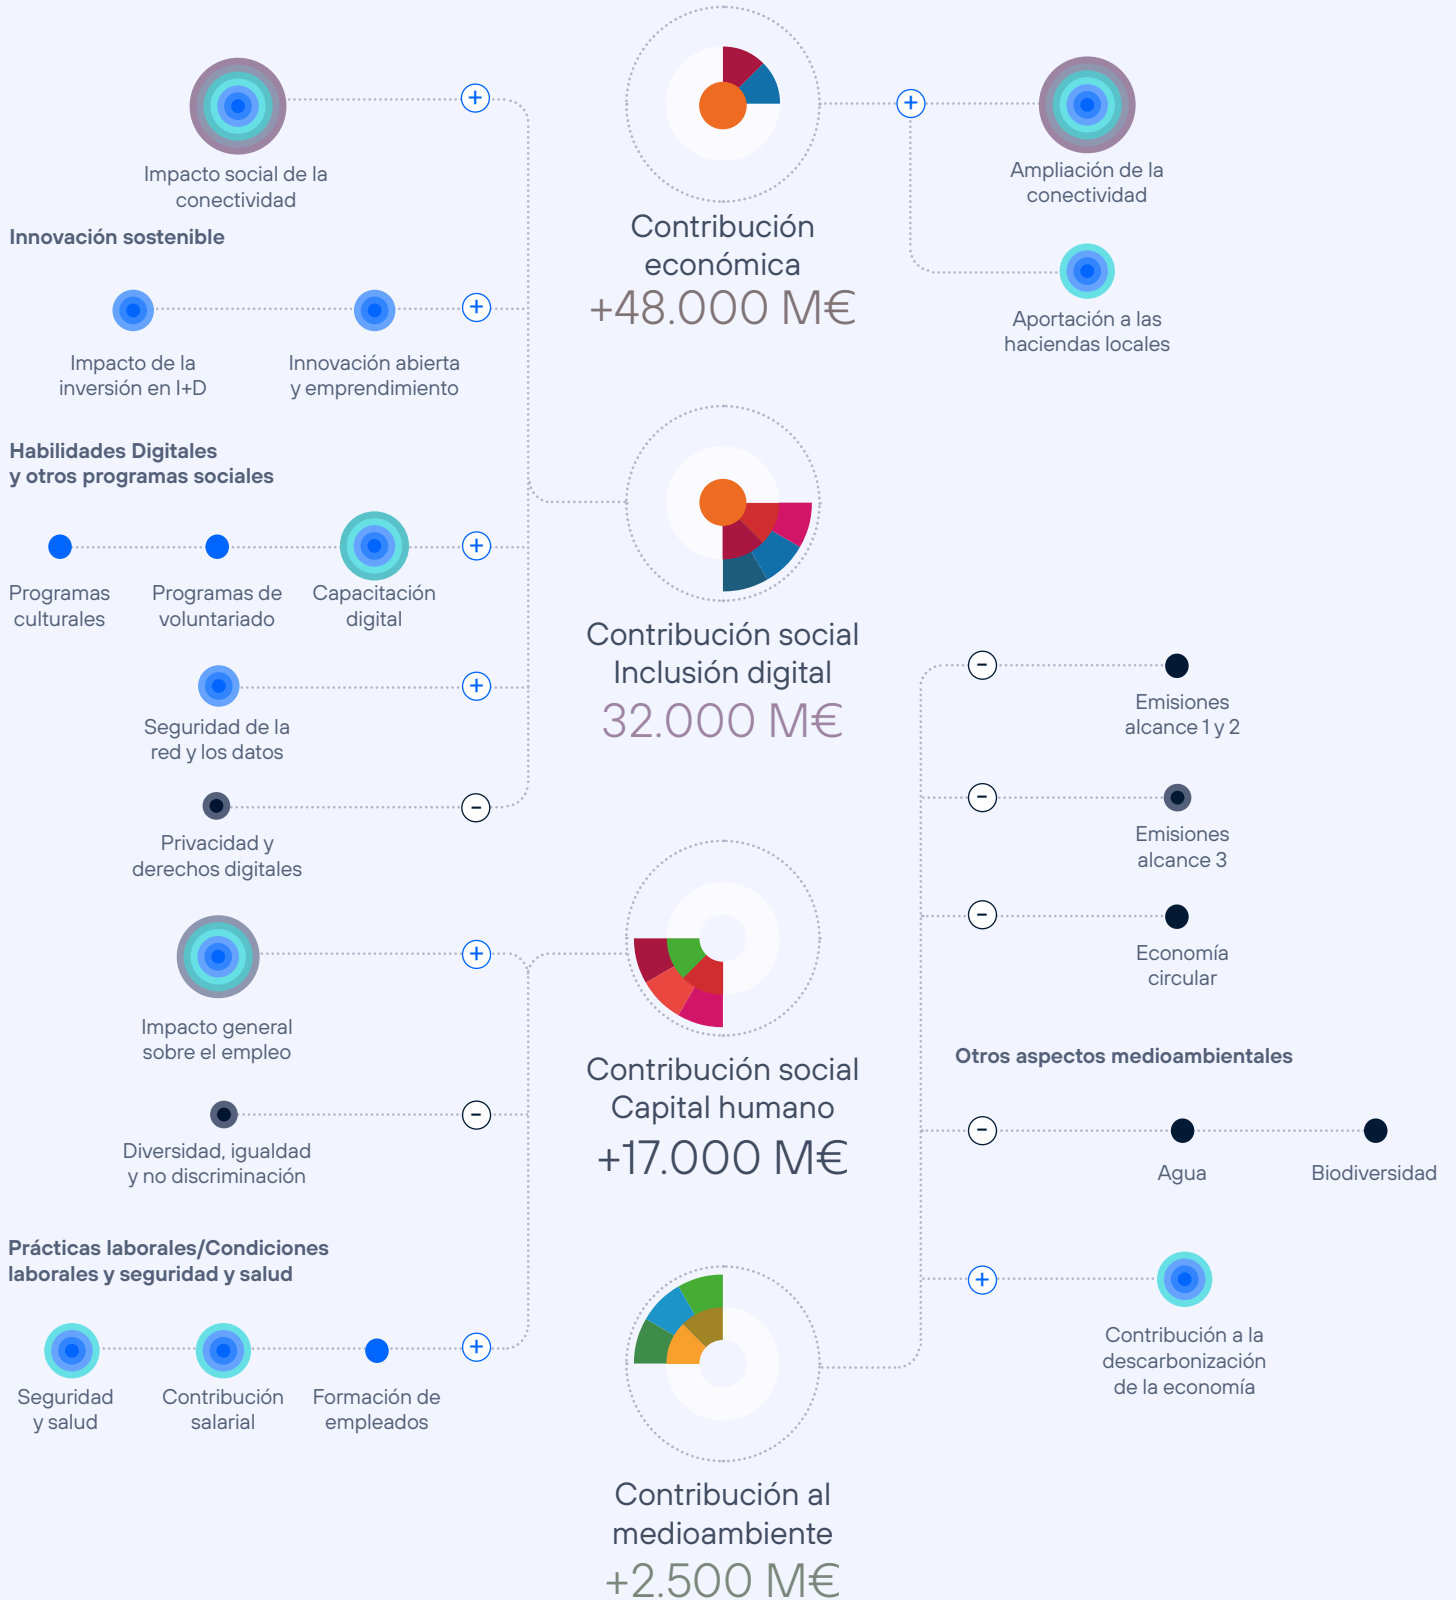 Impacto social de la
conectividad
Innovación sostenible
+
Impacto de la
inversión en I+D
Innovación abierta
y emprendimiento
+
Habilidades Digitales
y otros programas sociales
Programas
culturales
Programas de
voluntariado
Capacitación
digital
+
Seguridad de la
red y los datos
+
Privacidad y
derechos digitales
-
Impacto general
sobre el empleo
+
Diversidad, igualdad
y no discriminación
-
Prácticas laborales/Condiciones
laborales y seguridad y salud
Seguridad
y salud
Contribución
salarial
Formación de
empleados
+
Contribución
económica
+48.000 M€
Contribución social
Inclusión digital
32.000 M€
Contribución social
Capital humano
+17.000 M€
Contribución al
medioambiente
+2.500 M€
+
Ampliación de la
conectividad
Aportación a las
haciendas locales
-
Emisiones
alcance 1 y 2
-
Emisiones
alcance 3
-
Economía
circular
Otros aspectos medioambientales
-
Agua
Biodiversidad
+
Contribución a la
descarbonización
de la economía